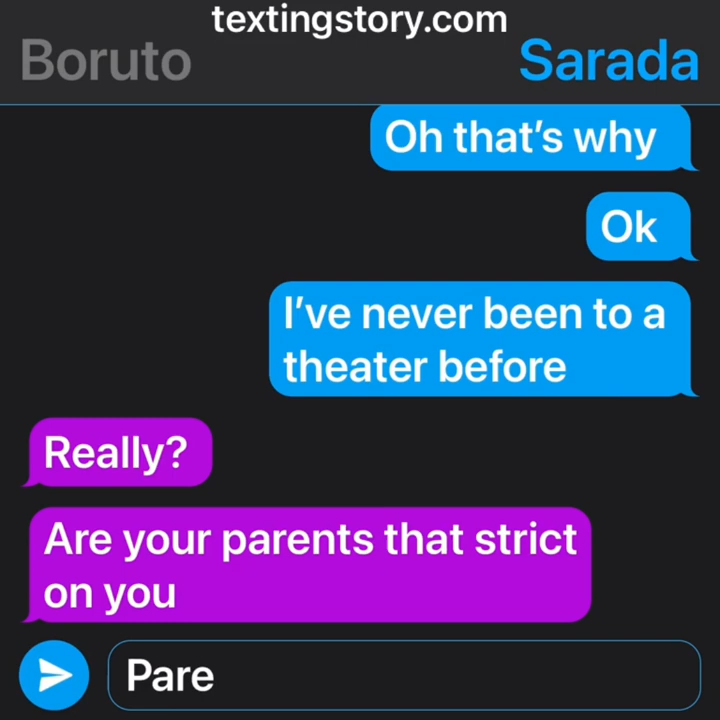 textingstory.com
Boruto Sarada
Oh that’s why
Ok
I’ve never been to a
theater before
Really?
Are your parents that strict
on you
Pare